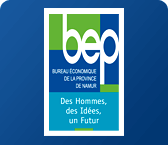 bep
BUREAU ÉCONOMIQUE
DE LA PROVINCE
DE NAMUR
Des Hommes,
des Idées,
un Futur